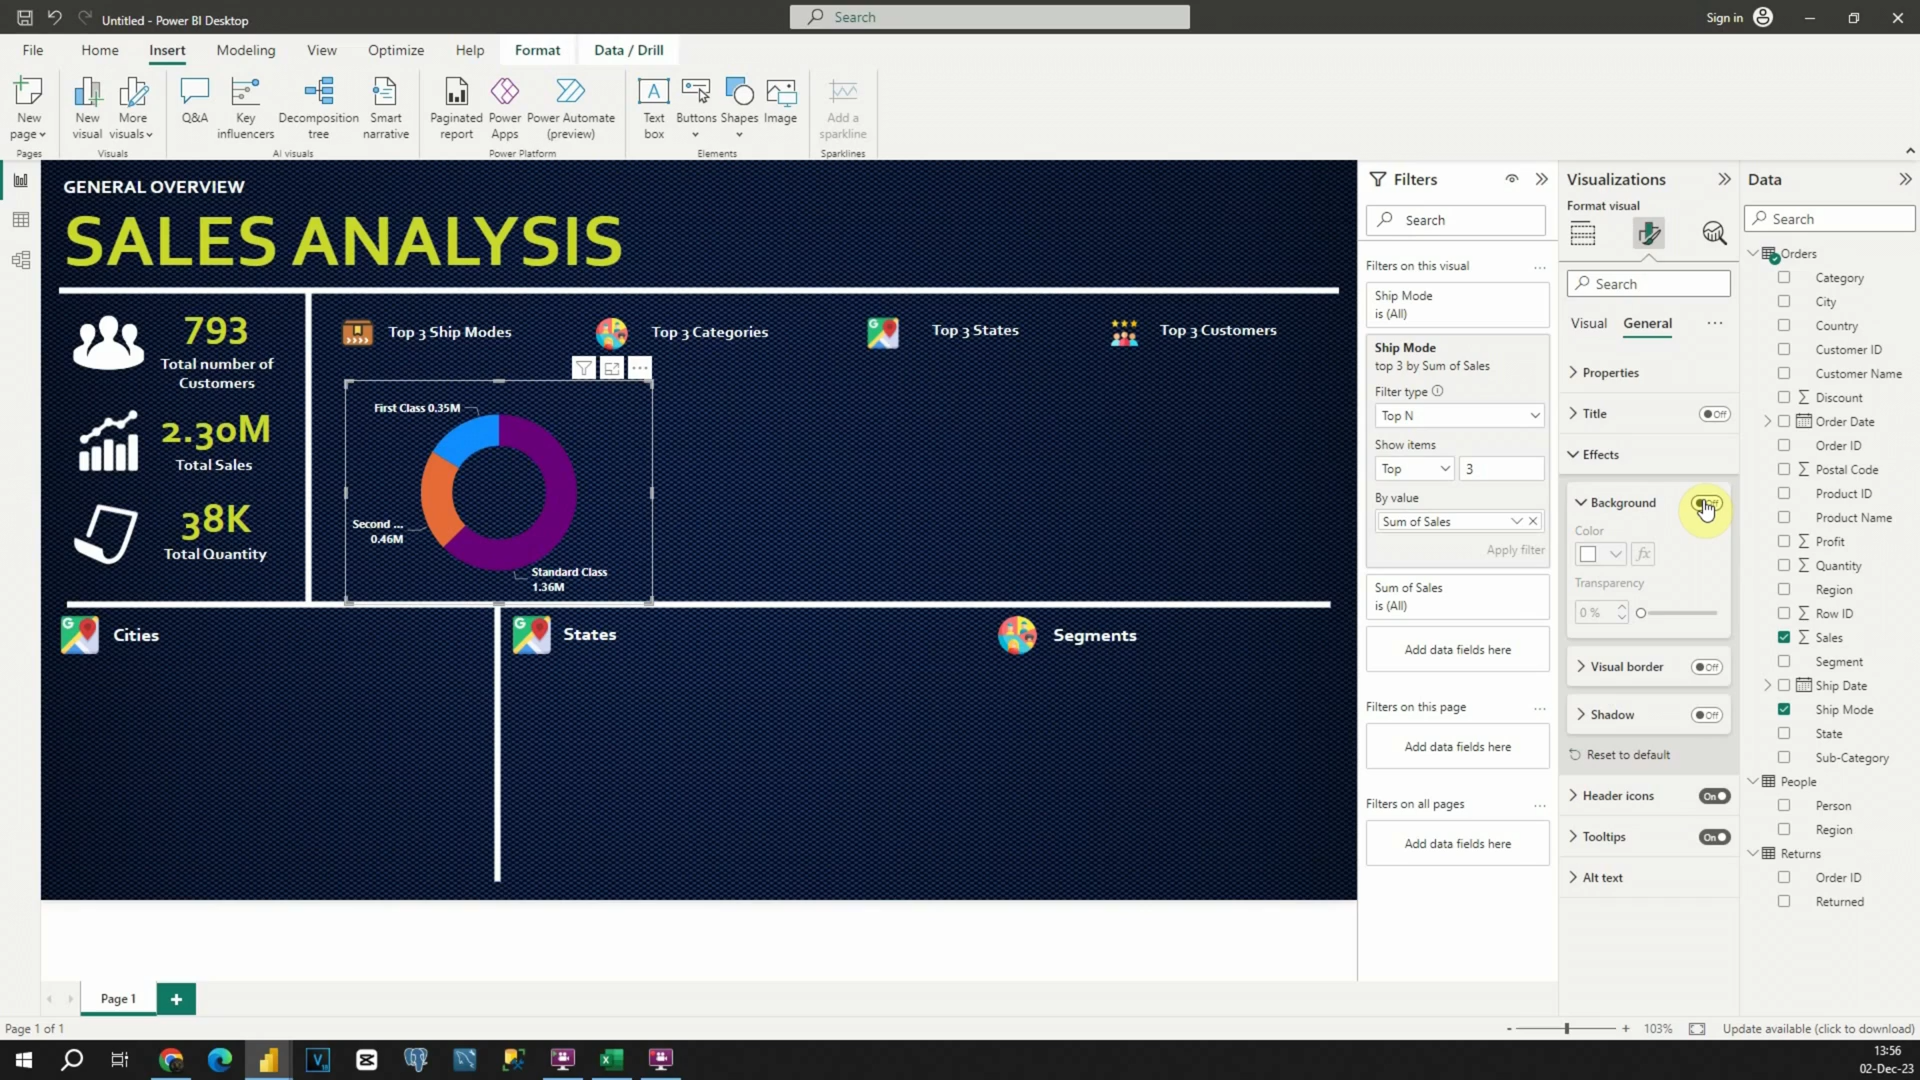 Untitled - Power BI Desktop
Search
Sign in
File
Home
Insert
Modeling
View
Optimize
Help
Format
Data / Drill
New page
New visual
More visuals
Q&A
Key influencers
Decomposition tree
Smart narrative
Paginated report
Power Apps
Power Automate (preview)
Text box
Buttons
Shapes
Image
Add a sparkline
Pages
Visuals
AI visuals
Power Platform
Elements
Sparklines
GENERAL OVERVIEW
SALES ANALYSIS
793
Total number of
Customers
2.30M
Total Sales
38K
Total Quantity
Top 3 Ship Modes
Top 3 Categories
Top 3 States
Top 3 Customers
First Class 0.35M
Second ...
0.46M
Standard Class
1.36M
Cities
States
Segments
Filters
Search
Filters on this visual
Ship Mode
is (All)
Ship Mode
top 3 by Sum of Sales
Filter type
Top N
Show items
Top
3
By value
Sum of Sales
Apply filter
Sum of Sales
is (All)
Add data fields here
Filters on this page
Add data fields here
Filters on all pages
Add data fields here
Visualizations
Format visual
Search
Visual
General
Properties
Title
Off
Effects
Background
Color
fx
Transparency
0 %
Visual border
Off
Shadow
Off
Reset to default
Header icons
On
Tooltips
On
Alt text
Data
Search
Orders
Category
City
Country
Customer ID
Customer Name
Discount
Order Date
Order ID
Postal Code
Product ID
Product Name
Profit
Quantity
Region
Row ID
Sales
Segment
Ship Date
Ship Mode
State
Sub-Category
People
Person
Region
Returns
Order ID
Returned
Page 1
Page 1 of 1
103%
Update available (click to download)
13:56
02-Dec-23